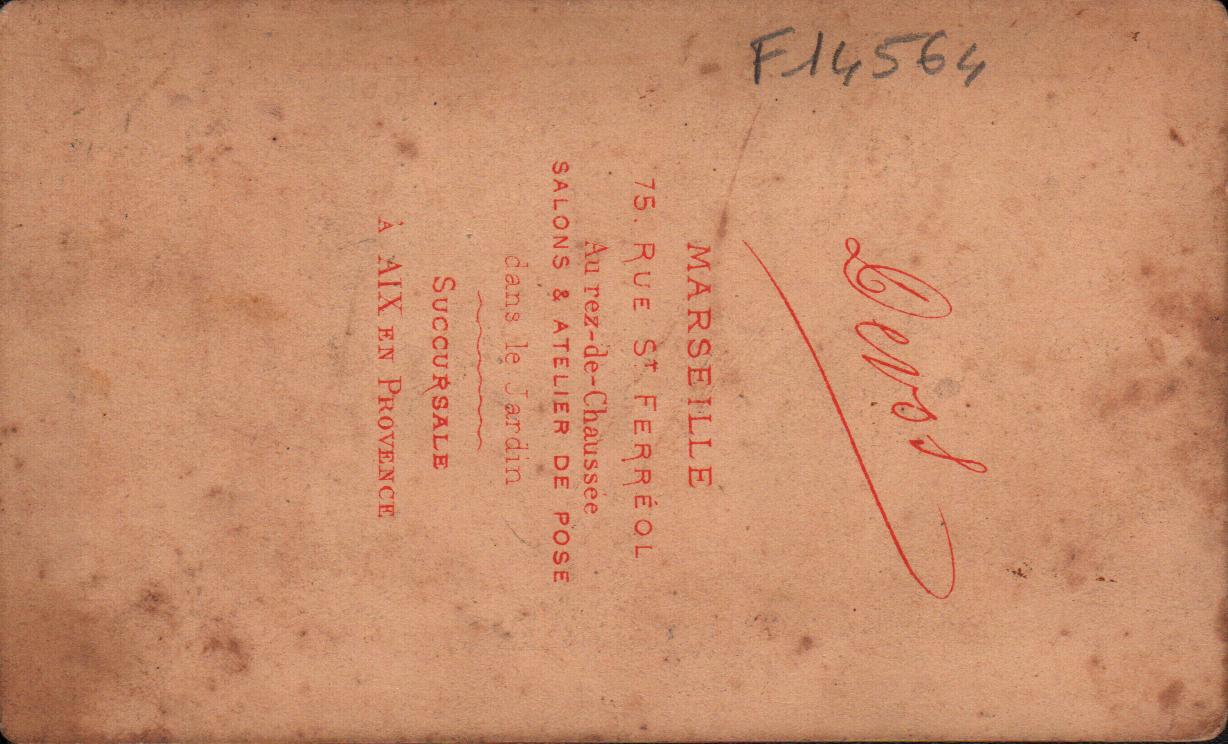 F14564
Devss
MARSEILLE
75. RUE St FERRÉOL
Au rez-de-Chaussée
SALONS & ATELIER DE POSE
dans le Jardin
SUCCURSALE
À AIX EN PROVENCE